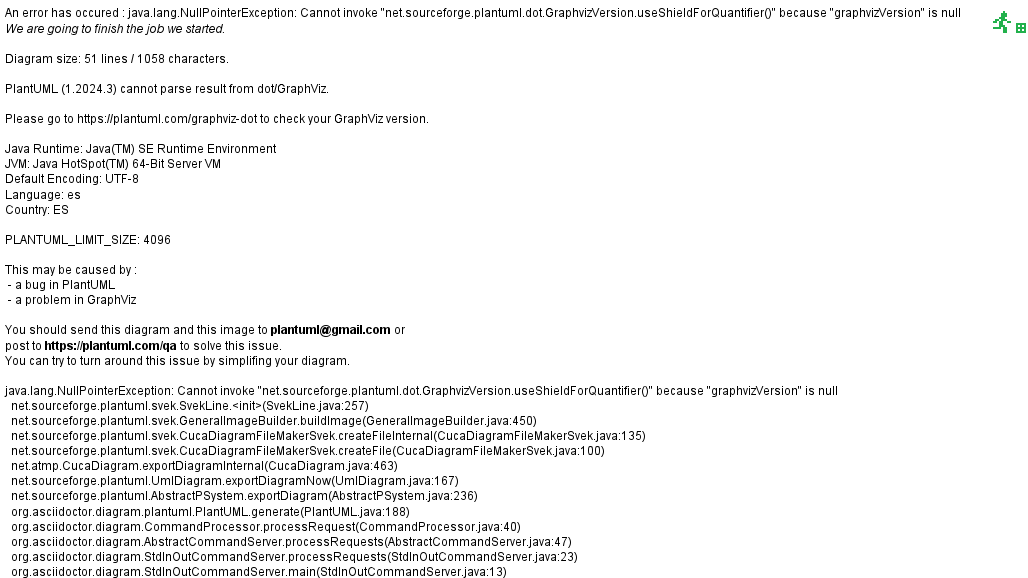 An error has occured : java.lang.NullPointerException: Cannot invoke "net.sourceforge.plantuml.dot.GraphvizVersion.useShieldForQuantifier()" because "graphvizVersion" is null
We are going to finish the job we started.
Diagram size: 51 lines / 1058 characters.
PlantUML (1.2024.3) cannot parse result from dot/GraphViz.
Please go to https://plantuml.com/graphviz-dot to check your GraphViz version.
Java Runtime: Java(TM) SE Runtime Environment
JVM: Java HotSpot(TM) 64-Bit Server VM
Default Encoding: UTF-8
Language: es
Country: ES
PLANTUML_LIMIT_SIZE: 4096
This may be caused by :
- a bug in PlantUML
- a problem in GraphViz
You should send this diagram and this image to plantuml@gmail.com or
post to https://plantuml.com/qa to solve this issue.
You can try to turn around this issue by simplifing your diagram.
java.lang.NullPointerException: Cannot invoke "net.sourceforge.plantuml.dot.GraphvizVersion.useShieldForQuantifier()" because "graphvizVersion" is null
net.sourceforge.plantuml.svek.SvekLine.<init>(SvekLine.java:257)
net.sourceforge.plantuml.svek.GeneralImageBuilder.buildImage(GeneralImageBuilder.java:450)
net.sourceforge.plantuml.svek.CucaDiagramFileMakerSvek.createFileInternal(CucaDiagramFileMakerSvek.java:135)
net.sourceforge.plantuml.svek.CucaDiagramFileMakerSvek.createFile(CucaDiagramFileMakerSvek.java:100)
net.atmp.CucaDiagram.exportDiagramInternal(CucaDiagram.java:463)
net.sourceforge.plantuml.UmlDiagram.exportDiagramNow(UmlDiagram.java:167)
net.sourceforge.plantuml.AbstractPSystem.exportDiagram(AbstractPSystem.java:236)
org.asciidoctor.diagram.plantuml.PlantUML.generate(PlantUML.java:188)
org.asciidoctor.diagram.CommandProcessor.processRequest(CommandProcessor.java:40)
org.asciidoctor.diagram.AbstractCommandServer.processRequests(AbstractCommandServer.java:47)
org.asciidoctor.diagram.StdInOutCommandServer.processRequests(StdInOutCommandServer.java:23)
org.asciidoctor.diagram.StdInOutCommandServer.main(StdInOutCommandServer.java:13)